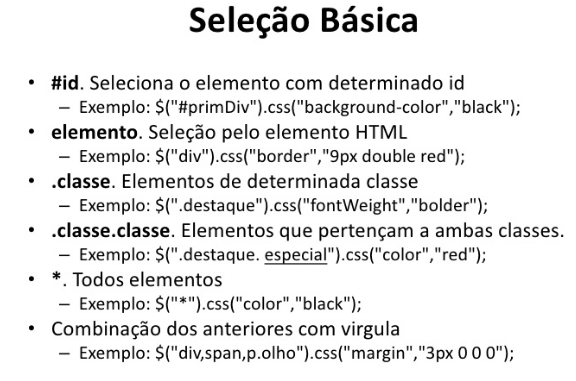 Seleção Básica
• #id. Seleciona o elemento com determinado id
– Exemplo: $("#primDiv").css("background-color","black");
• elemento. Seleção pelo elemento HTML
– Exemplo: $("div").css("border","9px double red");
• .classe. Elementos de determinada classe
– Exemplo: $(".destaque").css("fontWeight","bolder");
• .classe.classe. Elementos que pertençam a ambas classes.
– Exemplo: $(".destaque. especial").css("color","red");
• *. Todos elementos
– Exemplo: $("*").css("color","black");
• Combinação dos anteriores com virgula
– Exemplo: $("div,span,p.olho").css("margin","3px 0 0 0");